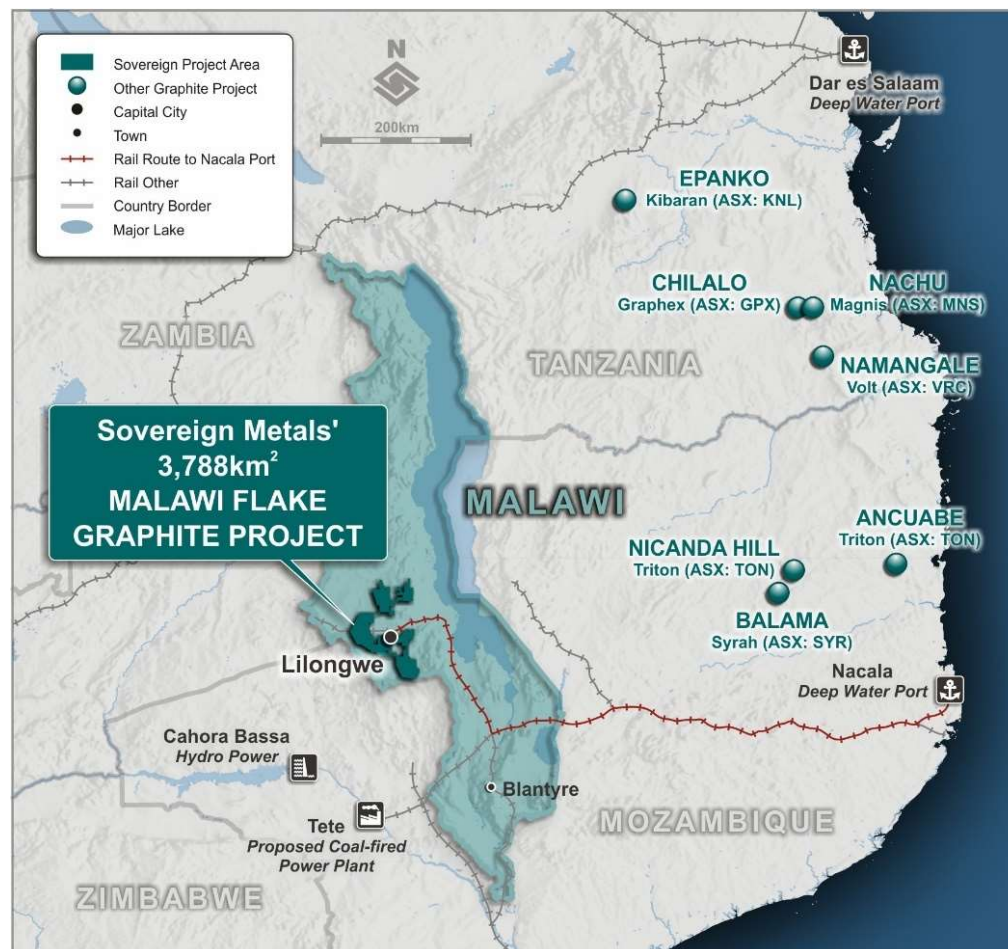 Sovereign Project Area
Other Graphite Project
Capital City
Town
Rail Route to Nacala Port
Rail Other
Country Border
Major Lake
N
200km
Dar es Salaam
Deep Water Port
EPANKO
Kibaran (ASX: KNL)
CHILALO
Graphex (ASX: GPX)
NACHU
Magnis (ASX: MNS)
ZAMBIA
TANZANIA
NAMANGALE
Volt (ASX: VRC)
Sovereign Metals'
3,788km²
MALAWI FLAKE
GRAPHITE PROJECT
MALAWI
ANCUABE
Triton (ASX: TON)
NICANDA HILL
Triton (ASX: TON)
BALAMA
Syrah (ASX: SYR)
Lilongwe
Nacala
Deep Water Port
Cahora Bassa
Hydro Power
Blantyre
Tete
Proposed Coal-fired
Power Plant
MOZAMBIQUE
ZIMBABWE